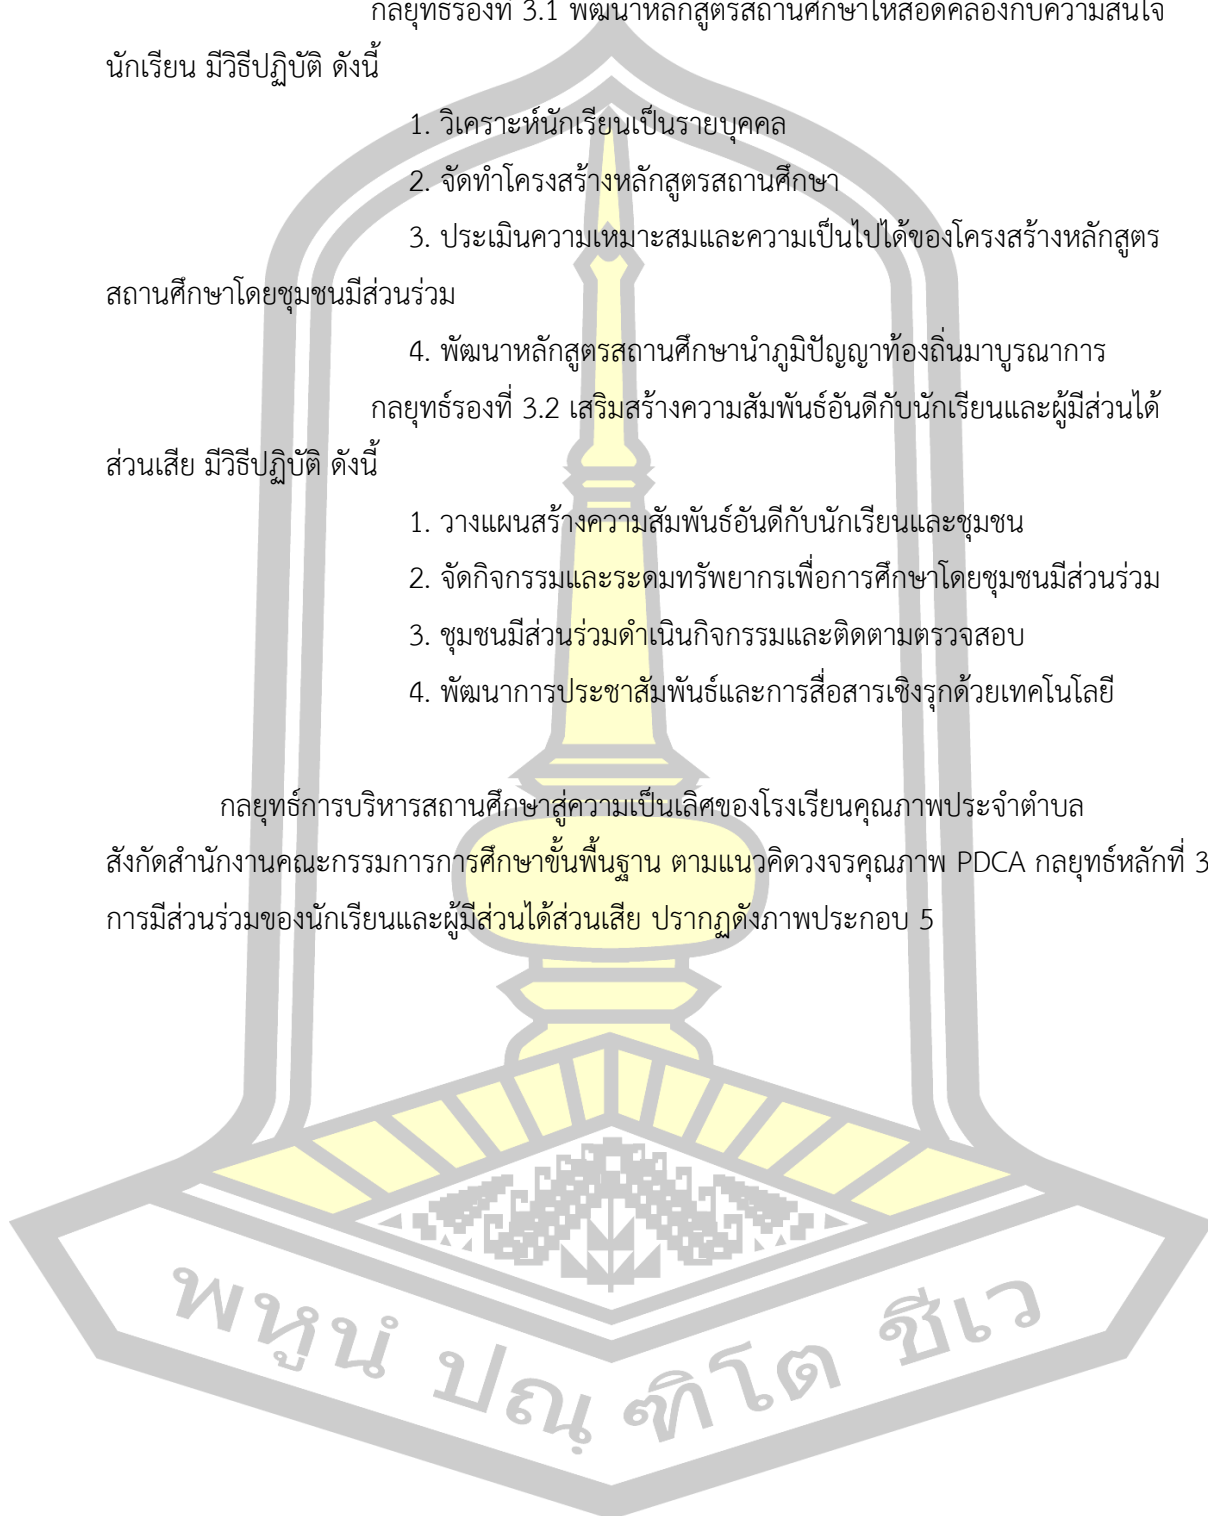 กลยุทธ์รองที่ 3.1 พัฒนาหลักสูตรสถานศึกษาให้สอดคล้องกับความสนใจ
นักเรียน มีวิธีปฏิบัติ ดังนี้
1. วิเคราะห์นักเรียนเป็นรายบุคคล
2. จัดทำโครงสร้างหลักสูตรสถานศึกษา
3. ประเมินความเหมาะสมและความเป็นไปได้ของโครงสร้างหลักสูตร
สถานศึกษาโดยชุมชนมีส่วนร่วม
4. พัฒนาหลักสูตรสถานศึกษานำภูมิปัญญาท้องถิ่นมาบูรณาการ
กลยุทธ์รองที่ 3.2 เสริมสร้างความสัมพันธ์อันดีกับนักเรียนและผู้มีส่วนได้
ส่วนเสีย มีวิธีปฏิบัติ ดังนี้
1. วางแผนสร้างความสัมพันธ์อันดีกับนักเรียนและชุมชน
2. จัดกิจกรรมและระดมทรัพยากรเพื่อการศึกษาโดยชุมชนมีส่วนร่วม
3. ชุมชนมีส่วนร่วมดำเนินกิจกรรมและติดตามตรวจสอบ
4. พัฒนาการประชาสัมพันธ์และการสื่อสารเชิงรุกด้วยเทคโนโลยี
กลยุทธ์การบริหารสถานศึกษาสู่ความเป็นเลิศของโรงเรียนคุณภาพประจำตำบล
สังกัดสำนักงานคณะกรรมการการศึกษาขั้นพื้นฐาน ตามแนวคิดวงจรคุณภาพ PDCA กลยุทธ์หลักที่ 3
การมีส่วนร่วมของนักเรียนและผู้มีส่วนได้ส่วนเสีย ปรากฏดังภาพประกอบ 5
พหูนํ ปณฺ ฑิโต ชีเว